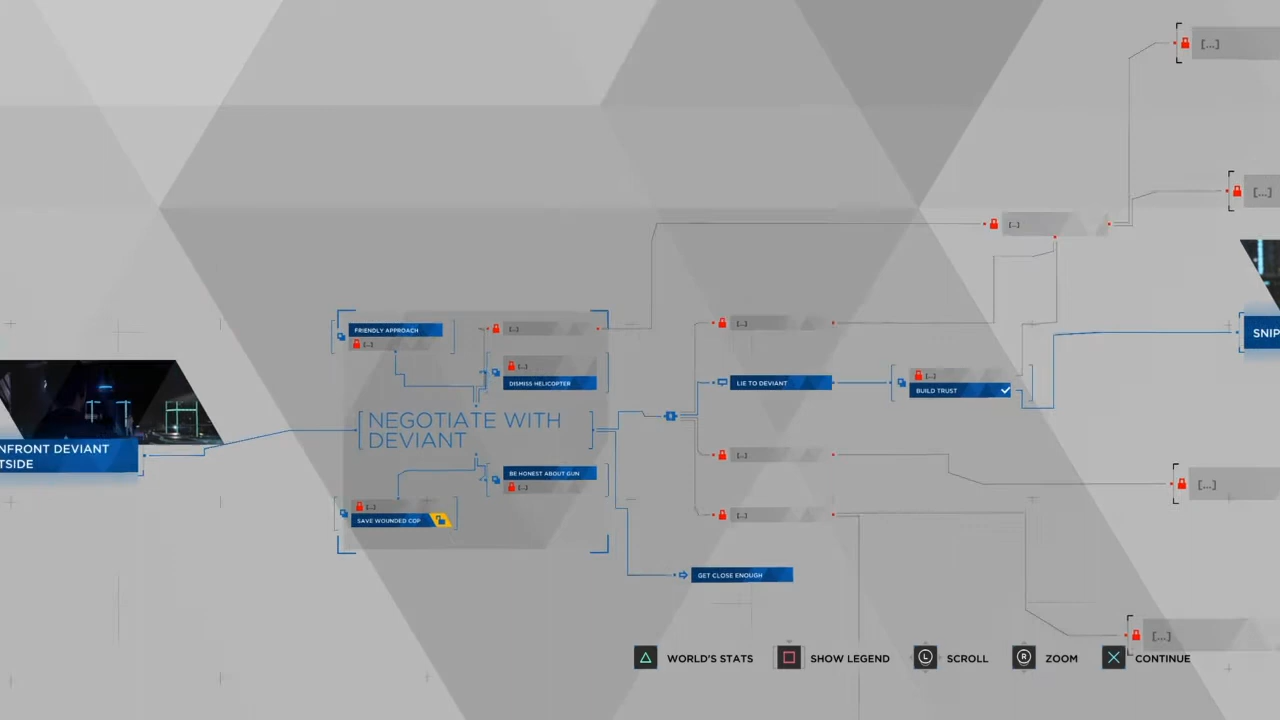 [...]
[...]
[...]
FRIENDLY APPROACH
[...]
[...]
[...]
DISMISS HELICOPTER
NEGOTIATE WITH
DEVIANT
BE HONEST ABOUT GUN
[...]
[...]
SAVE WOUNDED COP
NFRONT DEVIANT
TSIDE
[...]
LIE TO DEVIANT
[...]
BUILD TRUST
SNIP
[...]
[...]
[...]
GET CLOSE ENOUGH
[...]
WORLD'S STATS
SHOW LEGEND
L
SCROLL
R
ZOOM
CONTINUE